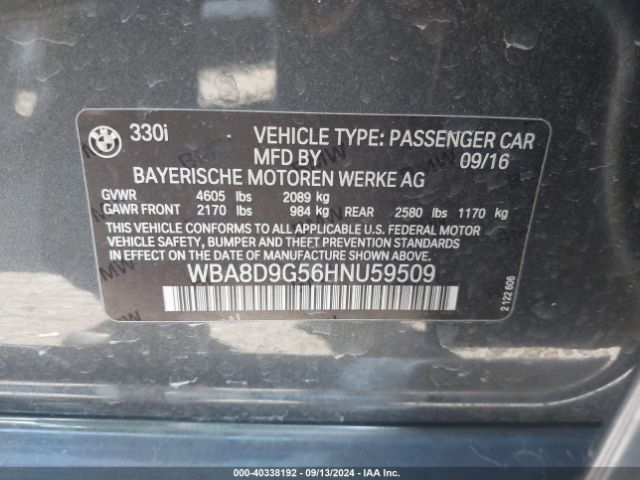 330i VEHICLE TYPE: PASSENGER CAR
MFD BY 09/16
BAYERISCHE MOTOREN WERKE AG
GVWR 4605 lbs 2089 kg
GAWR FRONT 2170 lbs 984 kg REAR 2580 lbs 1170 kg
THIS VEHICLE CONFORMS TO ALL APPLICABLE U.S. FEDERAL MOTOR
VEHICLE SAFETY, BUMPER AND THEFT PREVENTION STANDARDS
IN EFFECT ON THE DATE OF MANUFACTURE SHOWN ABOVE.
WBA8D9G56HNU59509
2 122 606
000-40338192 - 09/13/2024 - IAA Inc.